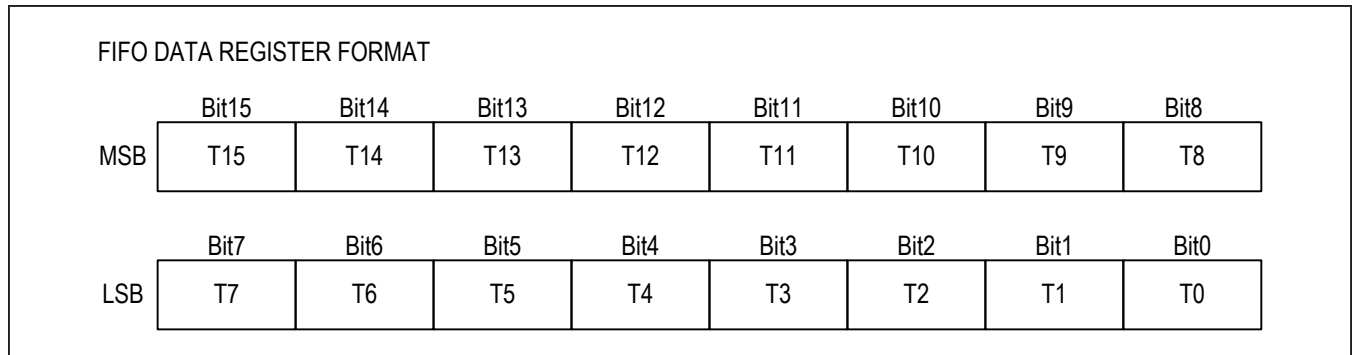 FIFO DATA REGISTER FORMAT
Bit15 Bit14 Bit13 Bit12 Bit11 Bit10 Bit9 Bit8
MSB T15 T14 T13 T12 T11 T10 T9 T8
Bit7 Bit6 Bit5 Bit4 Bit3 Bit2 Bit1 Bit0
LSB T7 T6 T5 T4 T3 T2 T1 T0